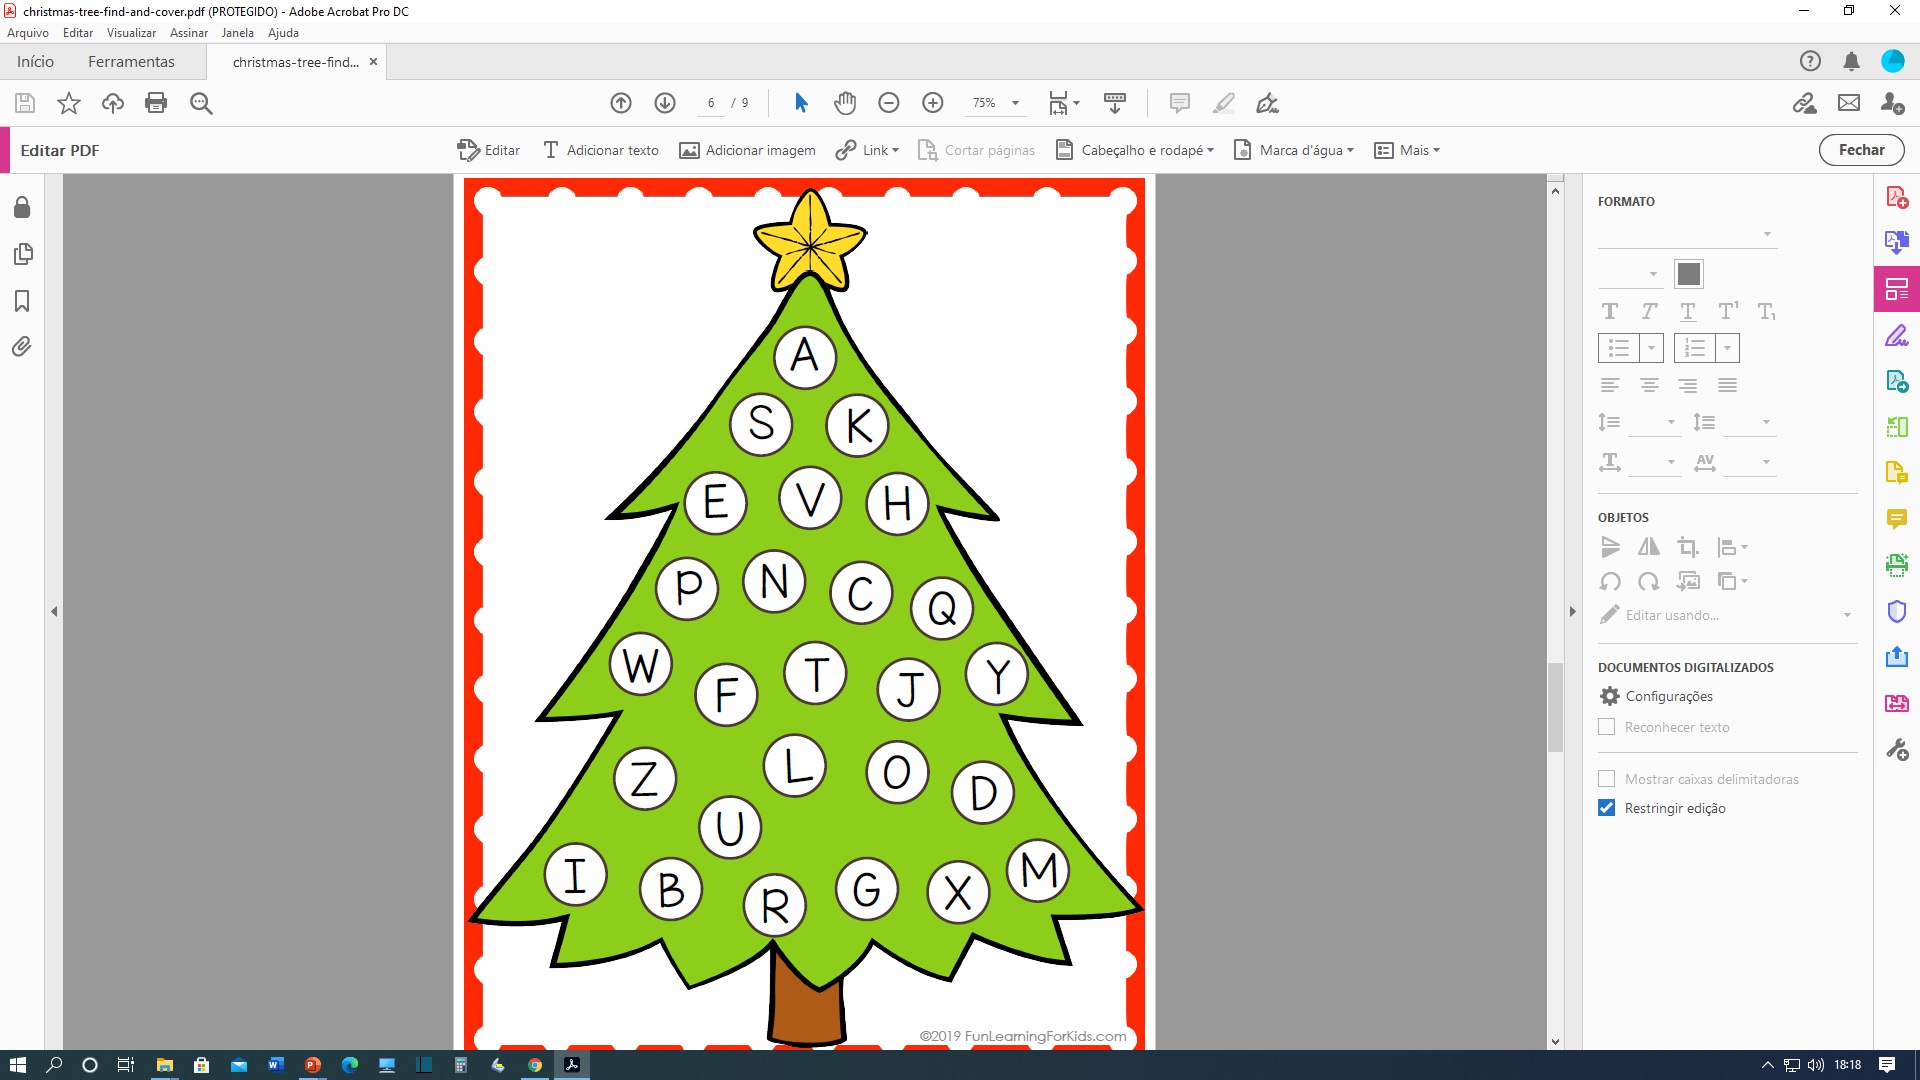 christmas-tree-find-and-cover.pdf (PROTEGIDO) - Adobe Acrobat Pro DC
Arquivo Editar Visualizar Assinar Janela Ajuda
Início Ferramentas christmas-tree-find...
6 / 9 75%
Editar PDF Editar Adicionar texto Adicionar imagem Link Cortar páginas Cabeçalho e rodapé Marca d'água Mais Fechar
A
S K
E V H
P N C Q
W F T J Y
Z L O D
U
I B R G X M
©2019 FunLearningForKids.com
FORMATO
OBJETOS
Editar usando...
DOCUMENTOS DIGITALIZADOS
Configurações
Reconhecer texto
Mostrar caixas delimitadoras
Restringir edição
18:18